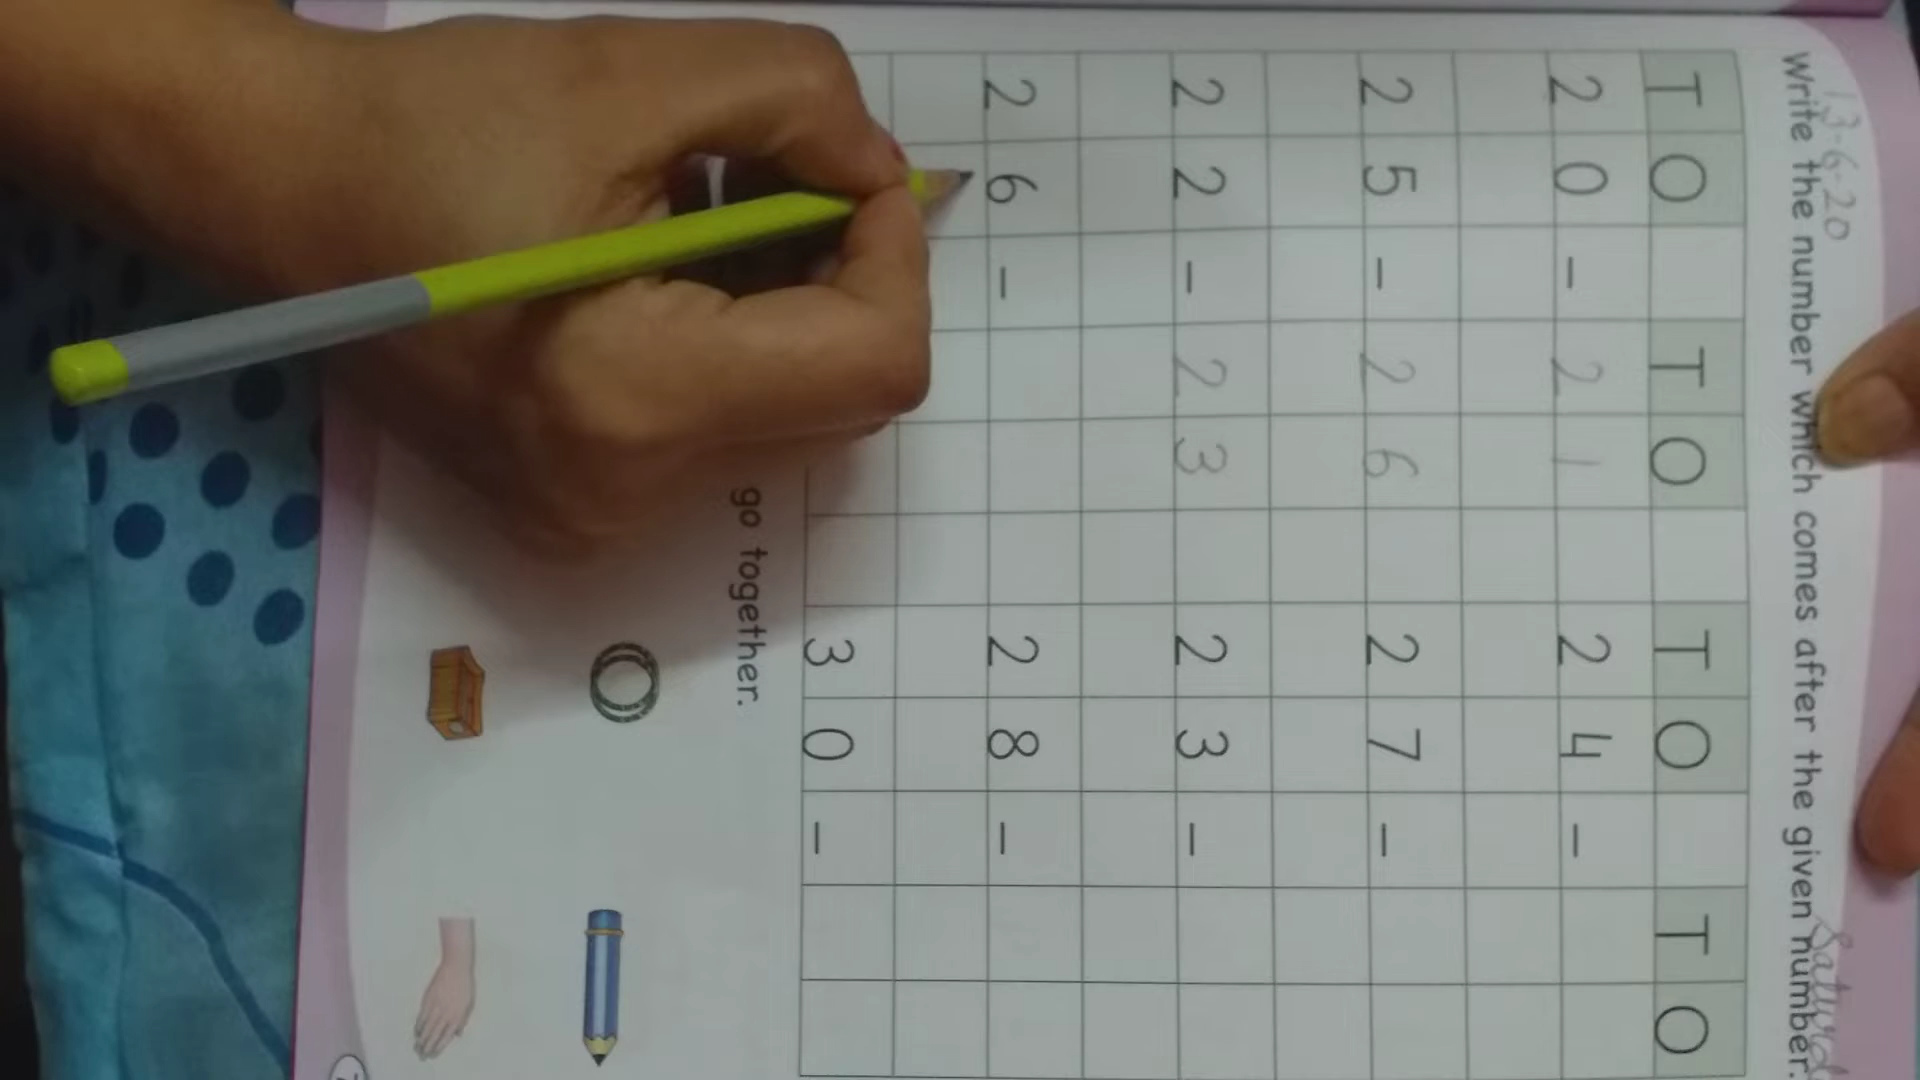 13-6-20
Write the number which comes after the given number.
T O T O T O T O
2 0 - 2 1 2 4 -
2 5 - 2 6 2 7 -
2 2 - 2 3 2 3 -
2 6 - 2 8 -
3 0 -
go together.